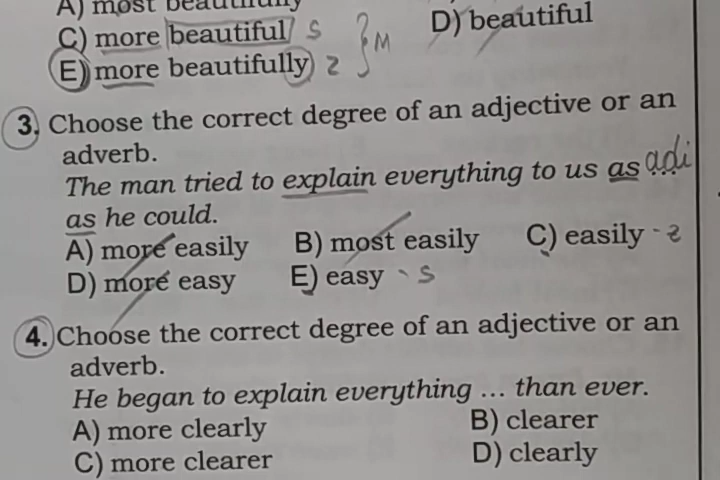 A) most beautifully
C) more beautiful S
D) beautiful
E) more beautifully z } M
3. Choose the correct degree of an adjective or an
adverb.
The man tried to explain everything to us as ... adj
as he could.
A) more easily B) most easily C) easily - z
D) more easy E) easy - S
4. Choose the correct degree of an adjective or an
adverb.
He began to explain everything ... than ever.
A) more clearly B) clearer
C) more clearer D) clearly